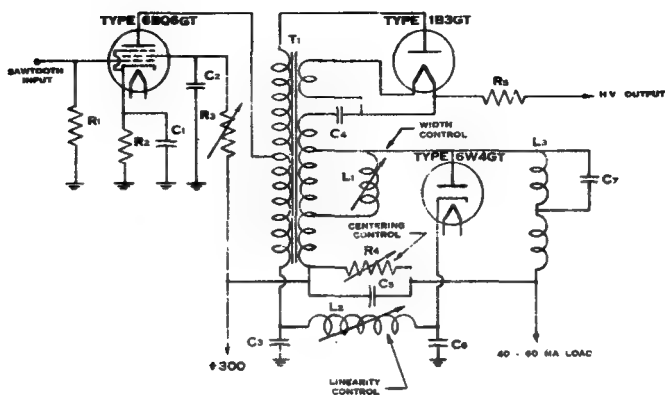 TYPE 6BQ6GT
TYPE 1B3GT
T1
SAWTOOTH
INPUT
C2
R5
HV OUTPUT
R1
R3
C4
R2
C1
WIDTH
CONTROL
L3
TYPE 6W4GT
L1
C7
CENTERING
CONTROL
R4
C5
L2
C3
C6
+300
40 - 60 MA LOAD
LINEARITY
CONTROL